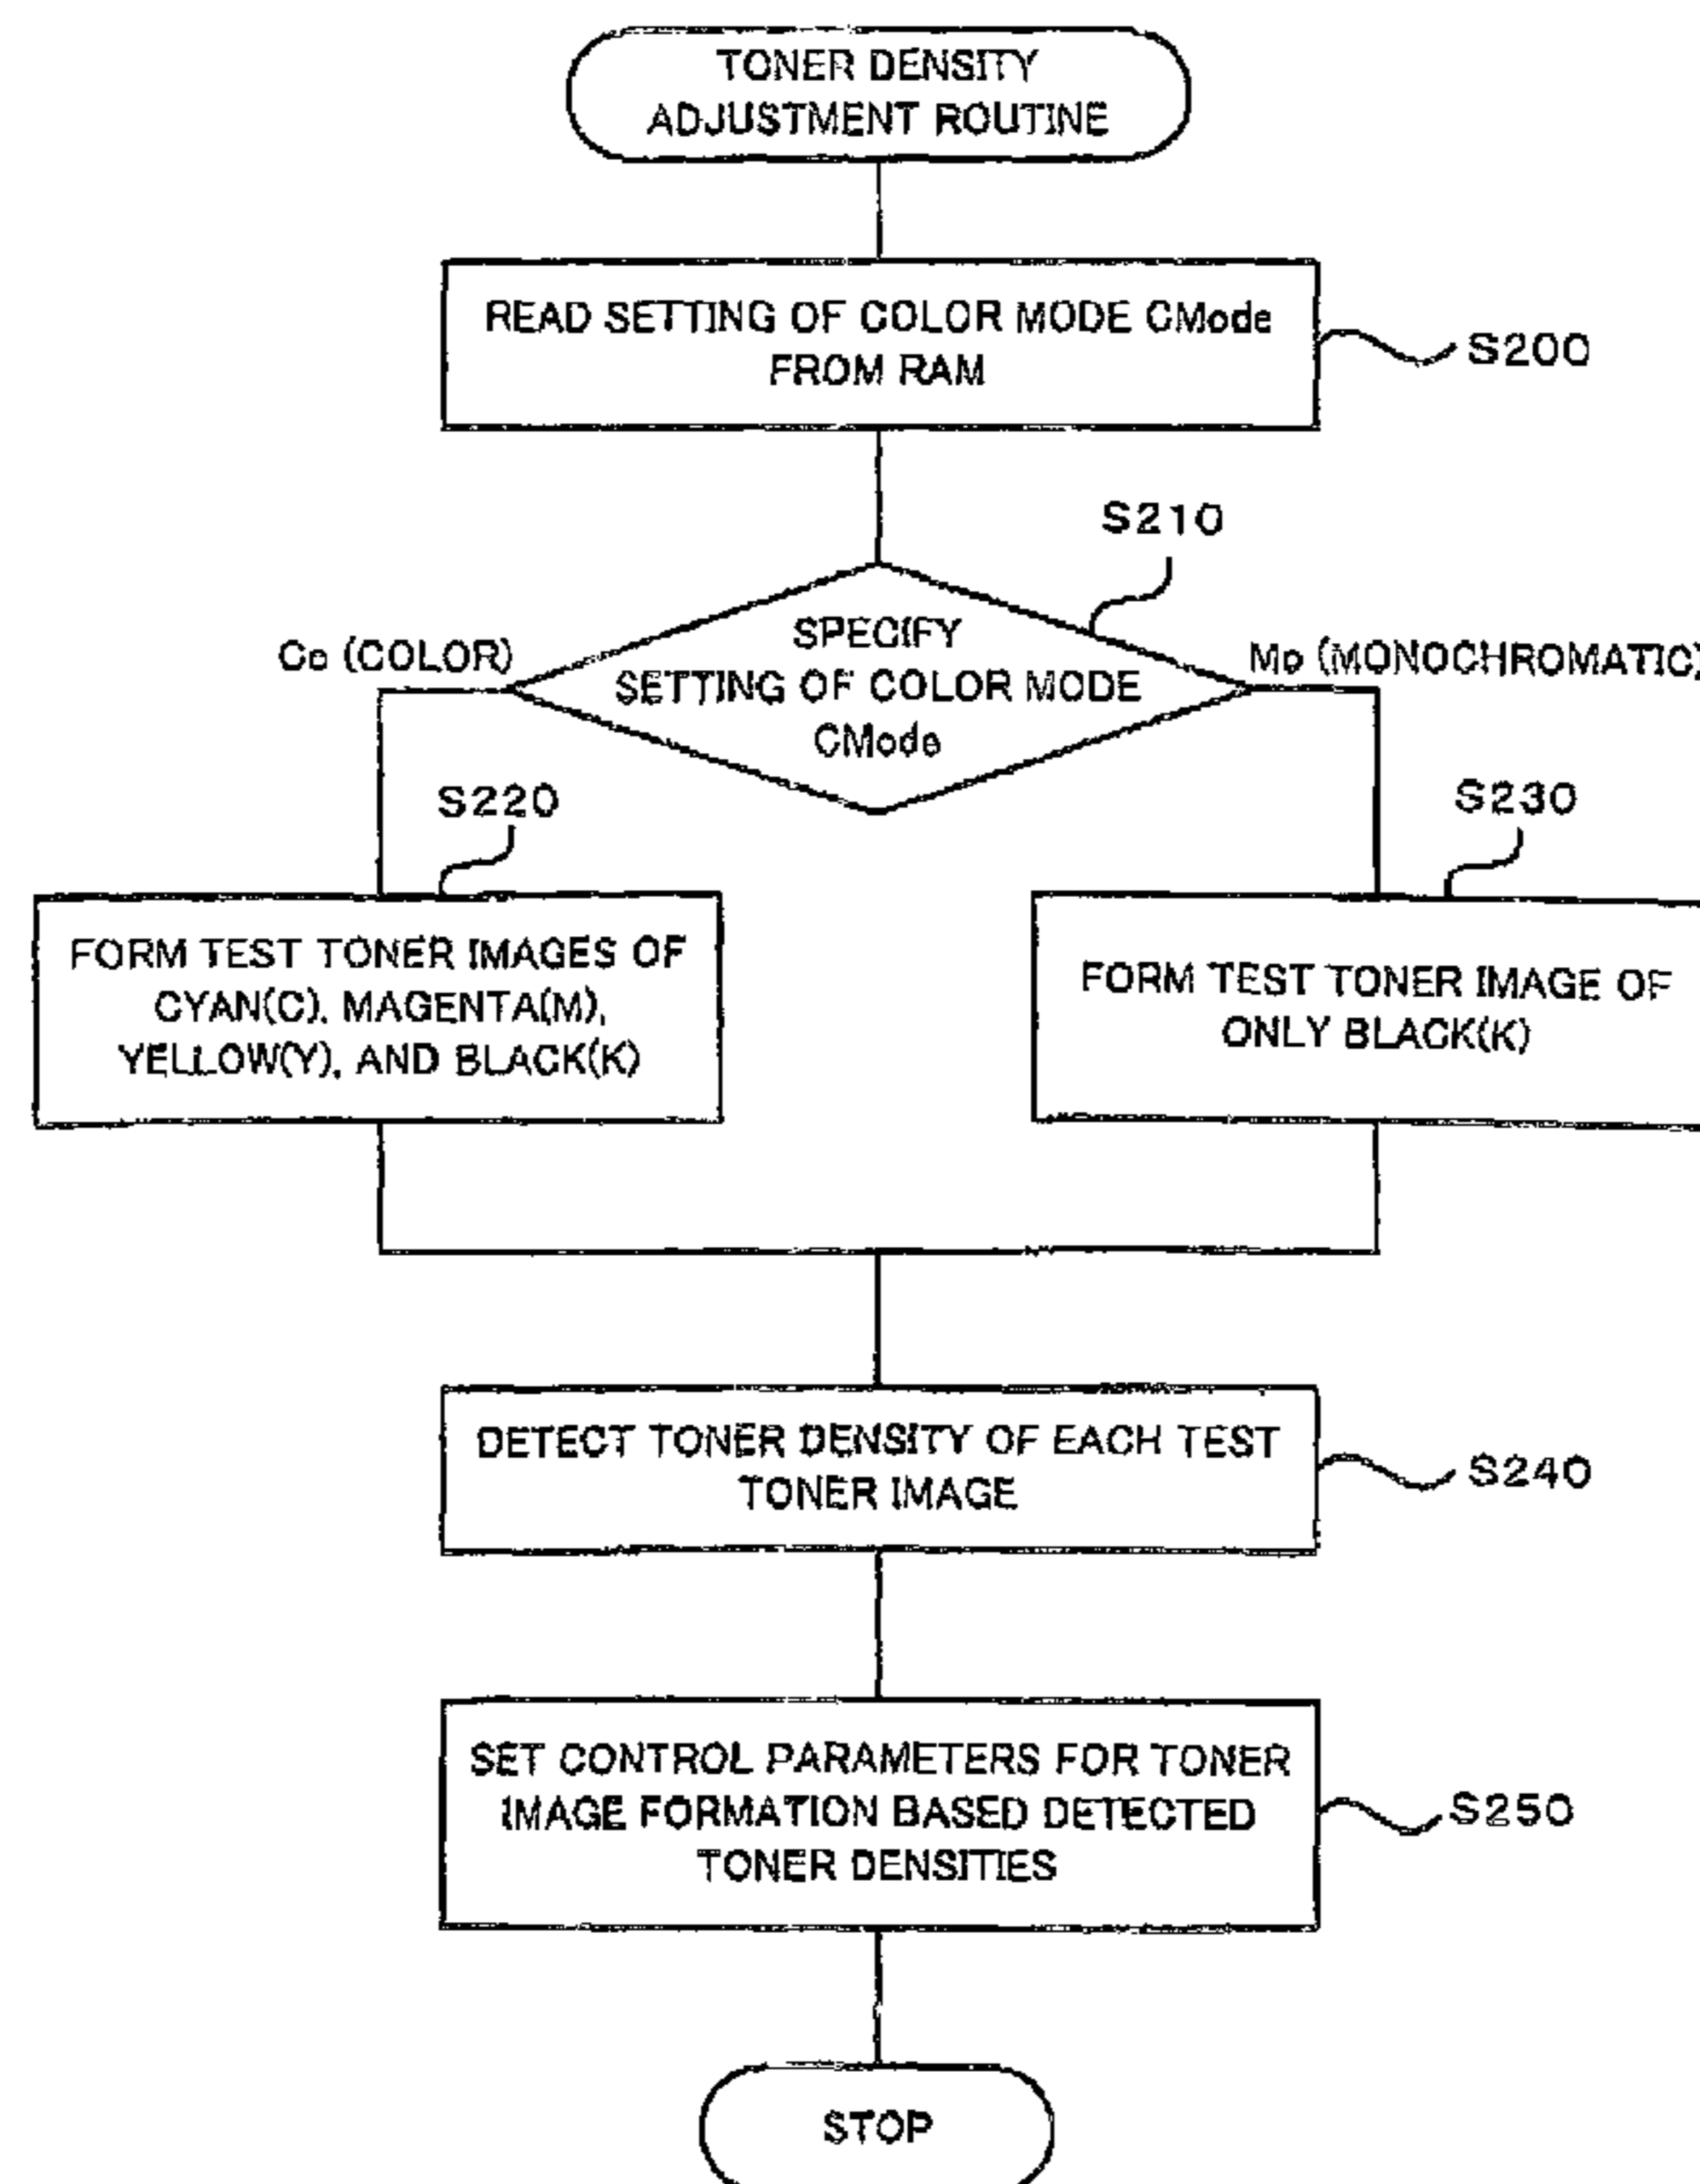 TONER DENSITY
ADJUSTMENT ROUTINE
READ SETTING OF COLOR MODE CMode
FROM RAM
S200
S210
SPECIFY
SETTING OF COLOR MODE
CMode
Co (COLOR)
Mo (MONOCHROMATIC)
S220
S230
FORM TEST TONER IMAGES OF
CYAN(C), MAGENTA(M),
YELLOW(Y), AND BLACK(K)
FORM TEST TONER IMAGE OF
ONLY BLACK(K)
DETECT TONER DENSITY OF EACH TEST
TONER IMAGE
S240
SET CONTROL PARAMETERS FOR TONER
IMAGE FORMATION BASED DETECTED
TONER DENSITIES
S250
STOP